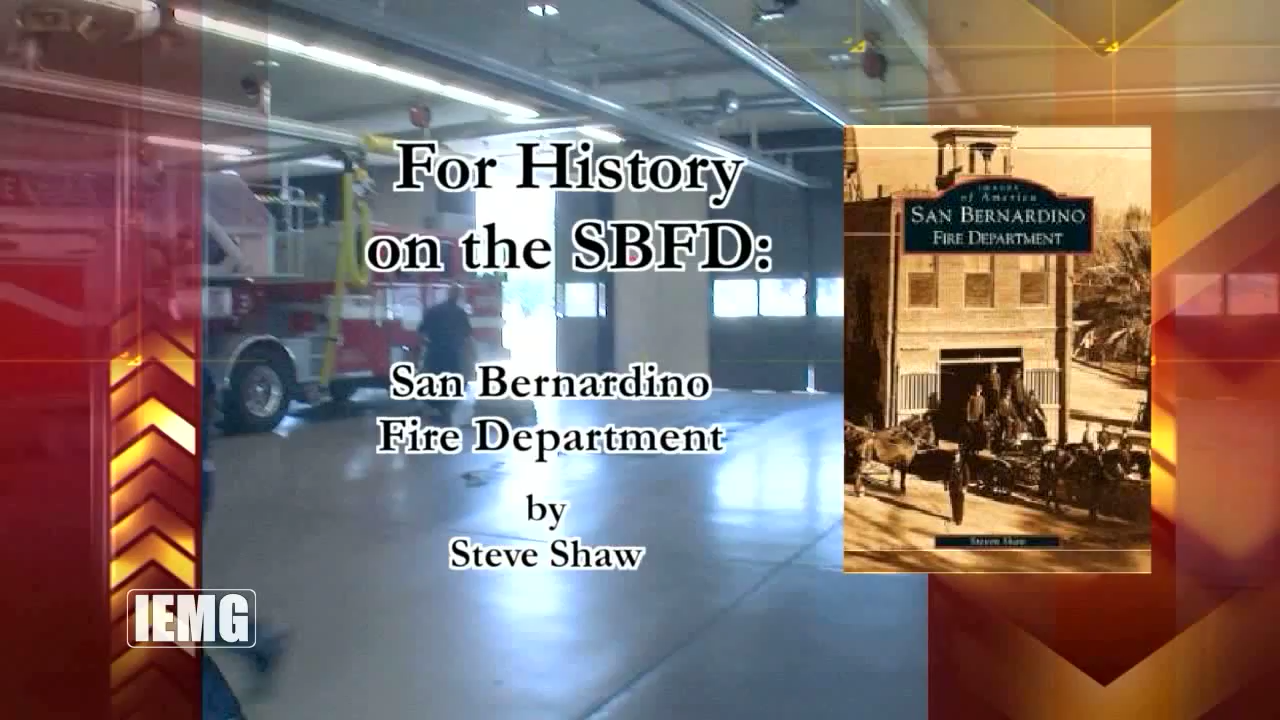 For History
on the SBFD:
San Bernardino
Fire Department
by
Steve Shaw
IMAGES
of America
SAN BERNARDINO
FIRE DEPARTMENT
Steven Shaw
IEMG